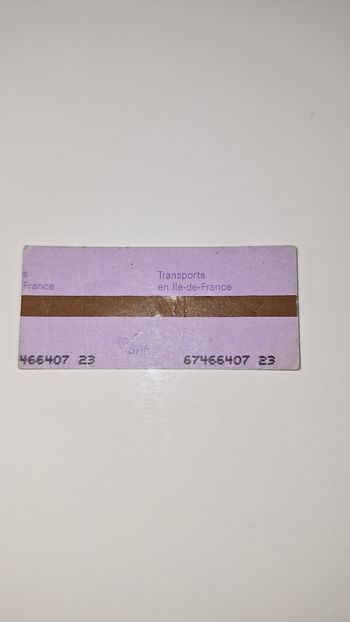 s
France
Transports
en Ile-de-France
466407 23
67466407 23